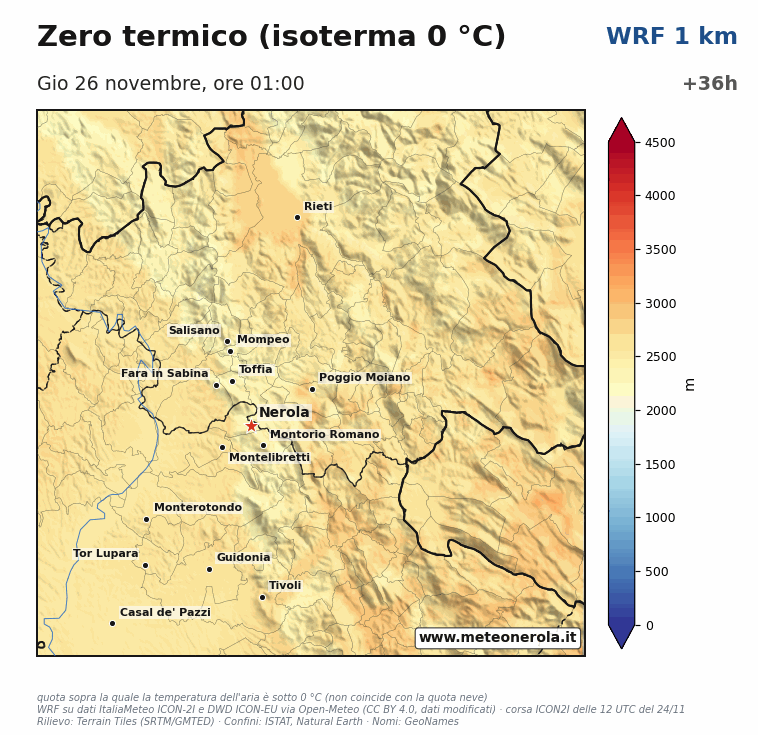 Zero termico (isoterma 0 °C)
WRF 1 km
Gio 26 novembre, ore 01:00
+36h
Rieti
Salisano
Mompeo
Fara in Sabina
Toffia
Poggio Moiano
Nerola
Montorio Romano
Montelibretti
Monterotondo
Tor Lupara
Guidonia
Tivoli
Casal de' Pazzi
www.meteonerola.it
4500
4000
3500
3000
2500
2000
1500
1000
500
0
m
quota sopra la quale la temperatura dell'aria è sotto 0 °C (non coincide con la quota neve)
WRF su dati ItaliaMeteo ICON-2I e DWD ICON-EU via Open-Meteo (CC BY 4.0, dati modificati) · corsa ICON2I delle 12 UTC del 24/11
Rilievo: Terrain Tiles (SRTM/GMTED) · Confini: ISTAT, Natural Earth · Nomi: GeoNames